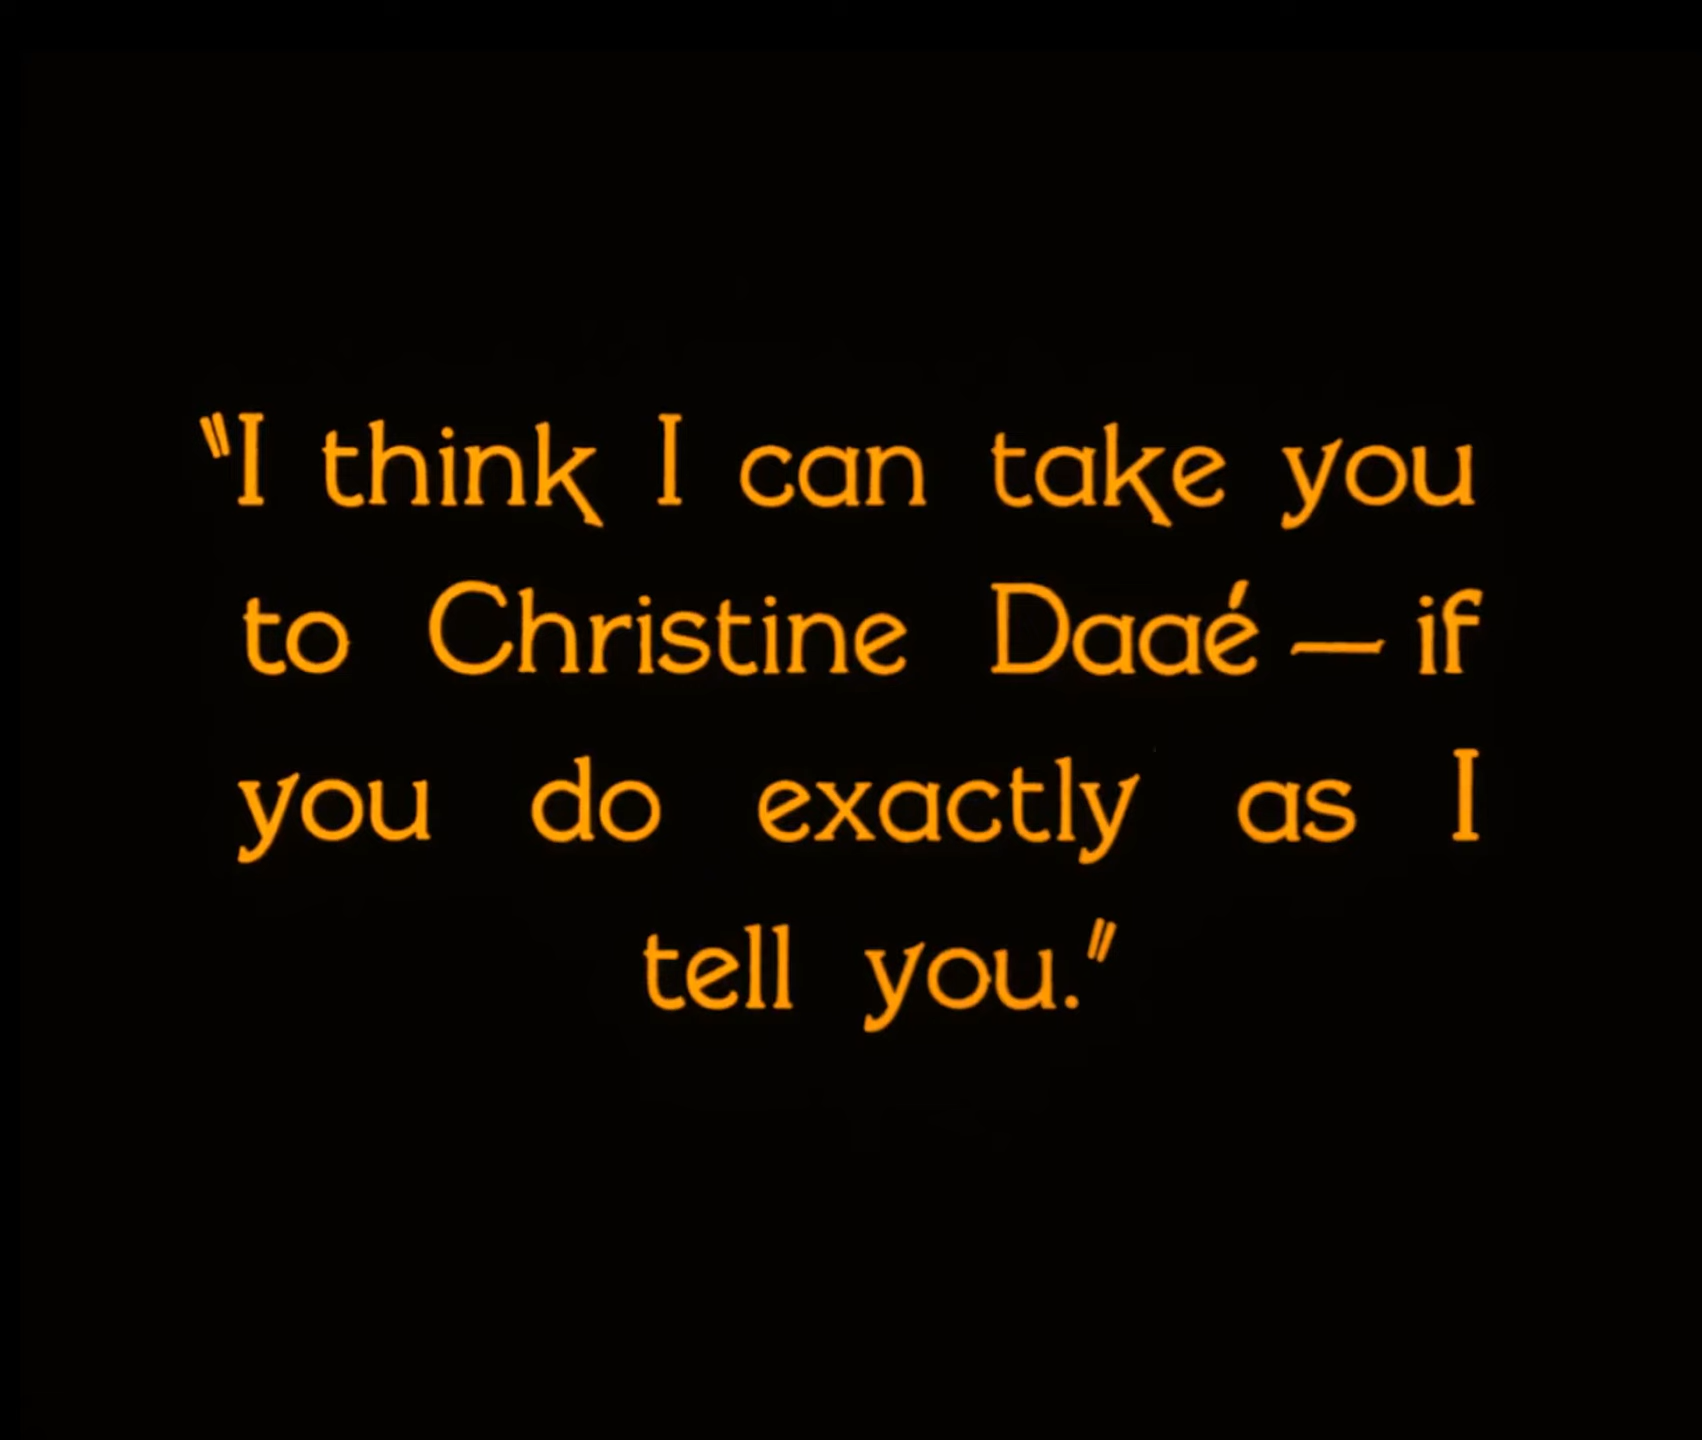 "I think I can take you
to Christine Daaé — if
you do exactly as I
tell you."